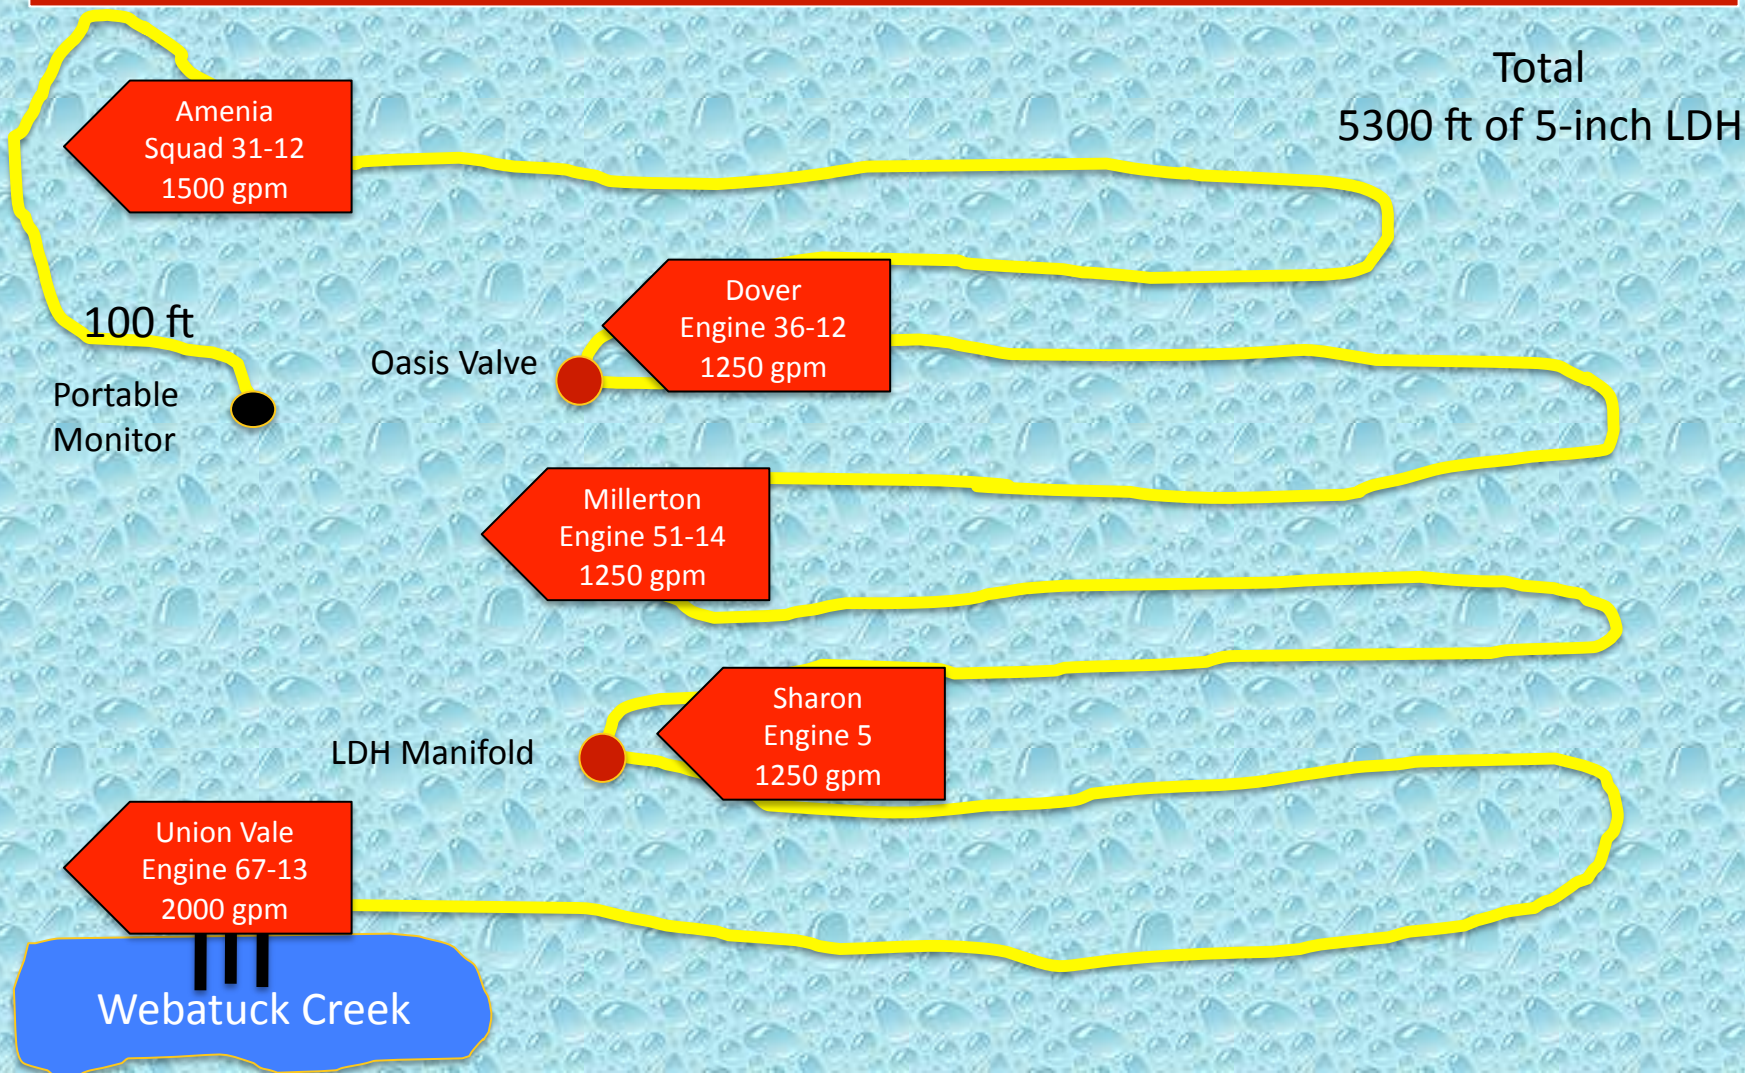 Total
5300 ft of 5-inch LDH
Amenia
Squad 31-12
1500 gpm
Dover
Engine 36-12
1250 gpm
100 ft
Oasis Valve
Portable
Monitor
Millerton
Engine 51-14
1250 gpm
Sharon
Engine 5
1250 gpm
LDH Manifold
Union Vale
Engine 67-13
2000 gpm
Webatuck Creek